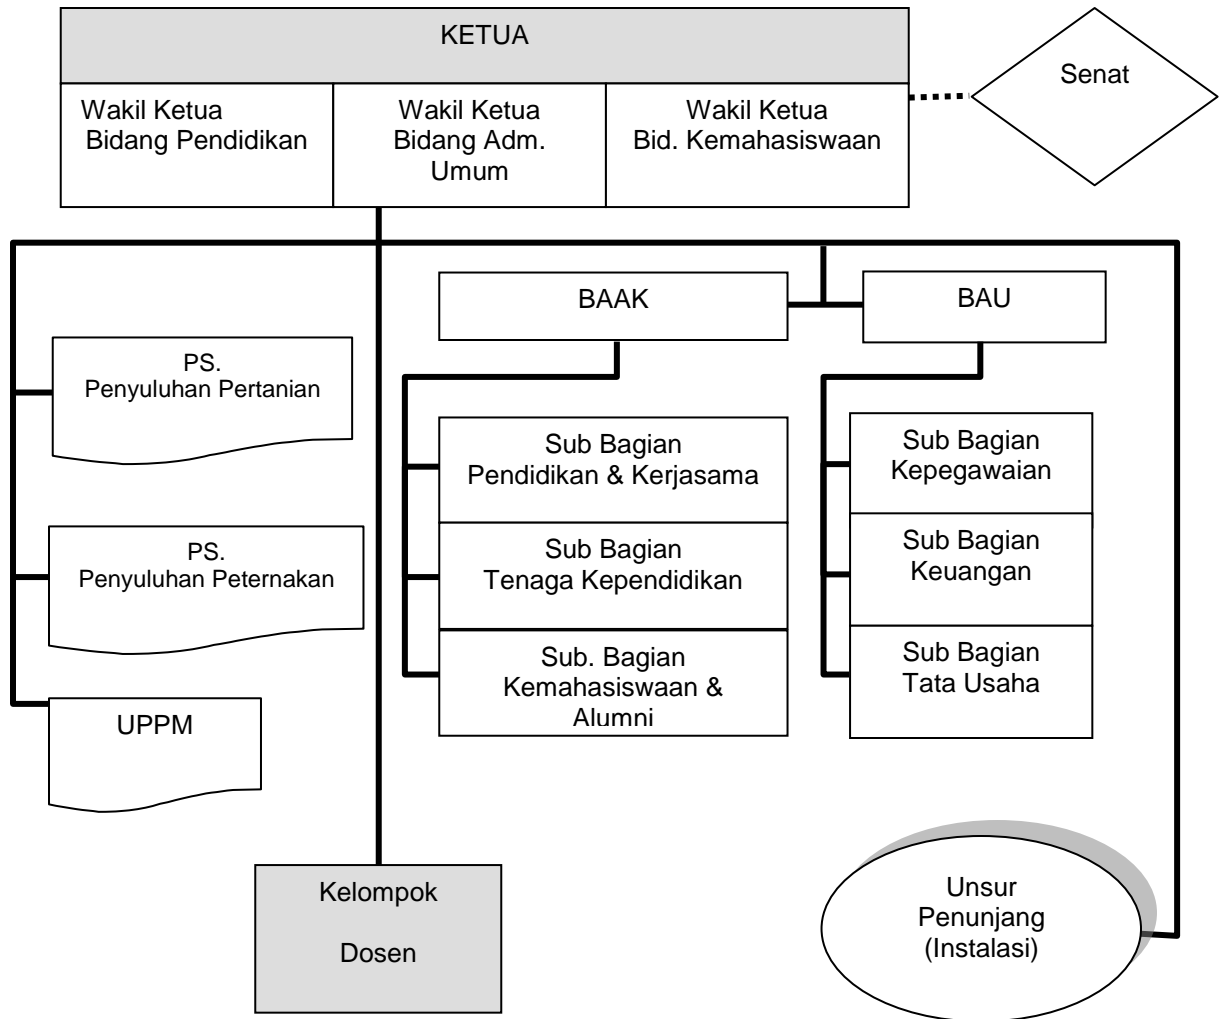 KETUA
Senat
Wakil Ketua
Bidang Pendidikan
Wakil Ketua
Bidang Adm.
Umum
Wakil Ketua
Bid. Kemahasiswaan
BAAK
BAU
PS.
Penyuluhan Pertanian
PS.
Penyuluhan Peternakan
UPPM
Sub Bagian
Pendidikan & Kerjasama
Sub Bagian
Tenaga Kependidikan
Sub. Bagian
Kemahasiswaan &
Alumni
Sub Bagian
Kepegawaian
Sub Bagian
Keuangan
Sub Bagian
Tata Usaha
Kelompok
Dosen
Unsur
Penunjang
(Instalasi)